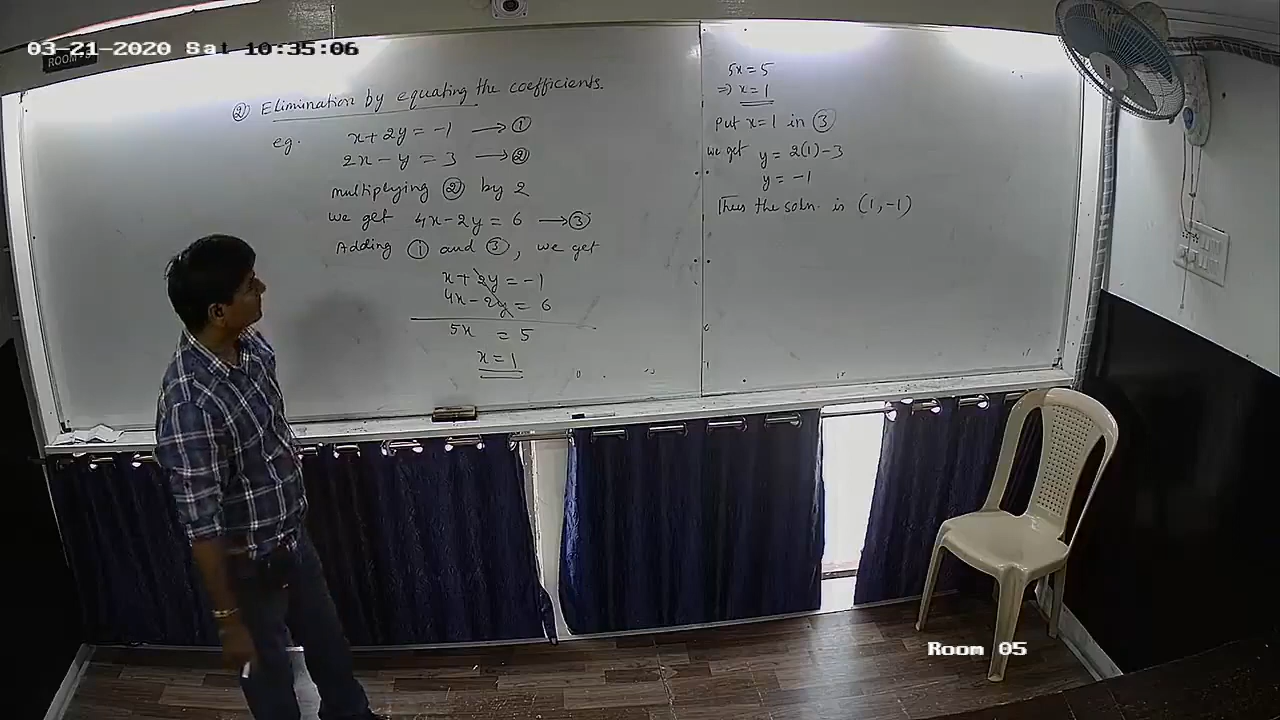 03-21-2020 Sat 10:35:06
ROOM-5
② Elimination by equating the coefficients.
eg. x+2y = -1 → ①
2x - y = 3 → ②
multiplying ② by 2
we get 4x-2y = 6 → ③
Adding ① and ③, we get
x+2y = -1
4x-2y = 6
5x = 5
x = 1
5x = 5
⇒ x = 1
put x=1 in ③
we get y = 2(1)-3
y = -1
Thus the soln. is (1,-1)
Room 05